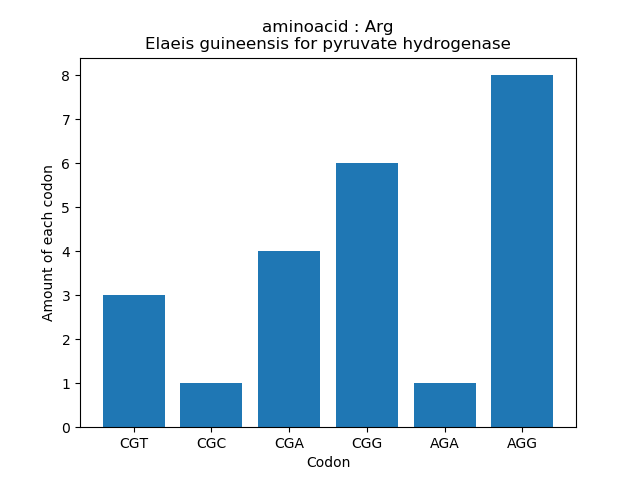 aminoacid : Arg
Elaeis guineensis for pyruvate hydrogenase
Amount of each codon
8
7
6
5
4
3
2
1
0
CGT CGC CGA CGG AGA AGG
Codon